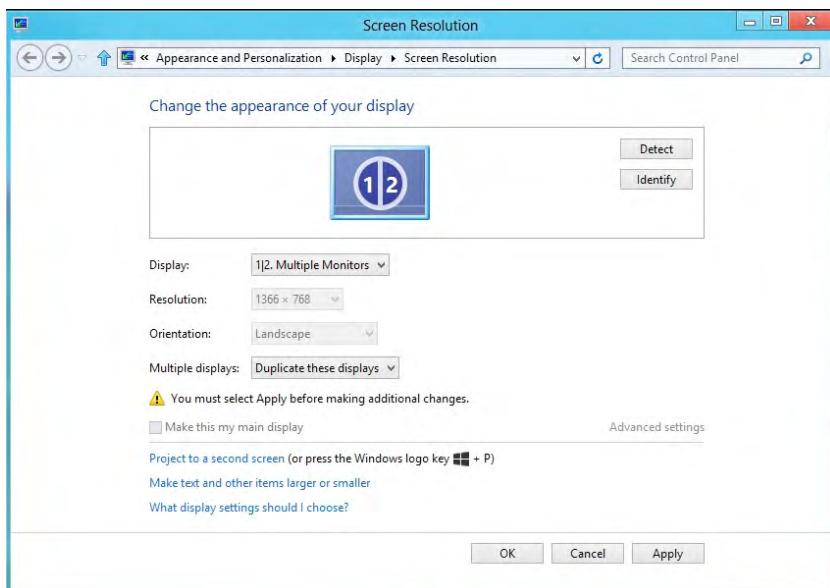 Screen Resolution
« Appearance and Personalization ▸ Display ▸ Screen Resolution
Search Control Panel
Change the appearance of your display
1|2
Detect
Identify
Display: 1|2. Multiple Monitors
Resolution: 1366 × 768
Orientation: Landscape
Multiple displays: Duplicate these displays
You must select Apply before making additional changes.
Make this my main display Advanced settings
Project to a second screen (or press the Windows logo key + P)
Make text and other items larger or smaller
What display settings should I choose?
OK Cancel Apply